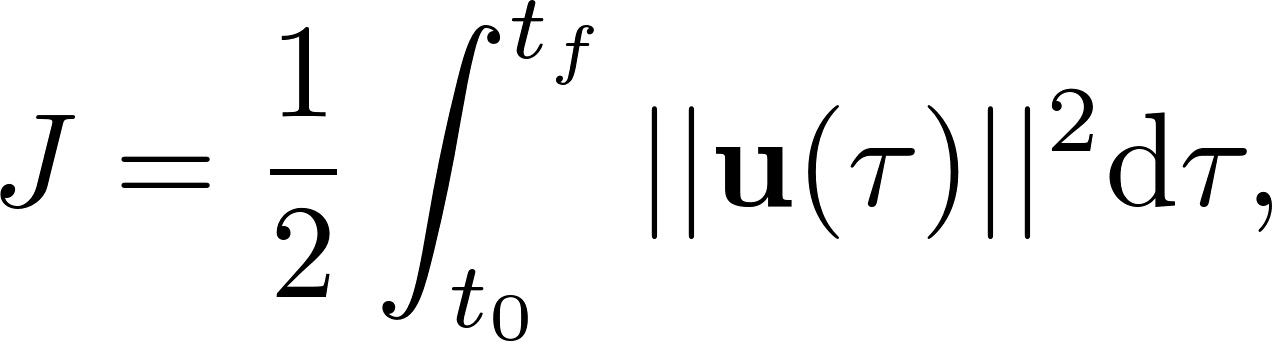 J = \frac{1}{2} \int_{t_0}^{t_f} ||\mathbf{u}(\tau)||^2 \mathrm{d}\tau,